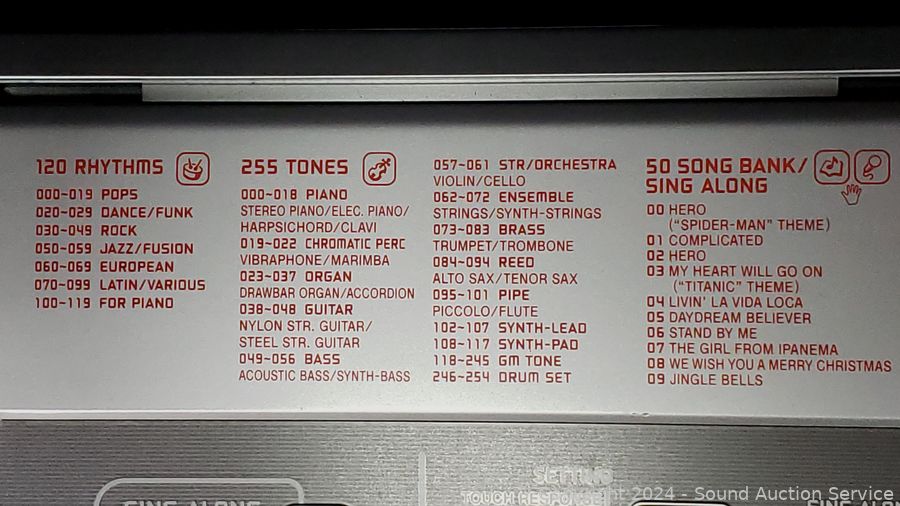 120 RHYTHMS
000~019 POPS
020~029 DANCE/FUNK
030~049 ROCK
050~059 JAZZ/FUSION
060~069 EUROPEAN
070~099 LATIN/VARIOUS
100~119 FOR PIANO
255 TONES
000~018 PIANO
STEREO PIANO/ELEC. PIANO/
HARPSICHORD/CLAVI
019~022 CHROMATIC PERC
VIBRAPHONE/MARIMBA
023~037 ORGAN
DRAWBAR ORGAN/ACCORDION
038~048 GUITAR
NYLON STR. GUITAR/
STEEL STR. GUITAR
049~056 BASS
ACOUSTIC BASS/SYNTH-BASS
057~061 STR/ORCHESTRA
VIOLIN/CELLO
062~072 ENSEMBLE
STRINGS/SYNTH-STRINGS
073~083 BRASS
TRUMPET/TROMBONE
084~094 REED
ALTO SAX/TENOR SAX
095~101 PIPE
PICCOLO/FLUTE
102~107 SYNTH-LEAD
108~117 SYNTH-PAD
118~245 GM TONE
246~254 DRUM SET
50 SONG BANK/
SING ALONG
00 HERO
("SPIDER-MAN" THEME)
01 COMPLICATED
02 HERO
03 MY HEART WILL GO ON
("TITANIC" THEME)
04 LIVIN' LA VIDA LOCA
05 DAYDREAM BELIEVER
06 STAND BY ME
07 THE GIRL FROM IPANEMA
08 WE WISH YOU A MERRY CHRISTMAS
09 JINGLE BELLS
SETTING
SING ALONG
TOUCH 2024 - Sound Auction Service